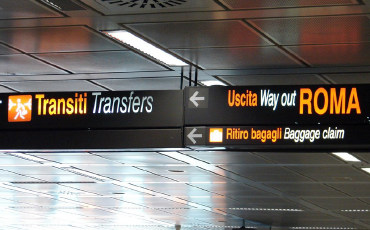 Transiti Transfers
Uscita Way out ROMA
Ritiro bagagli Baggage claim